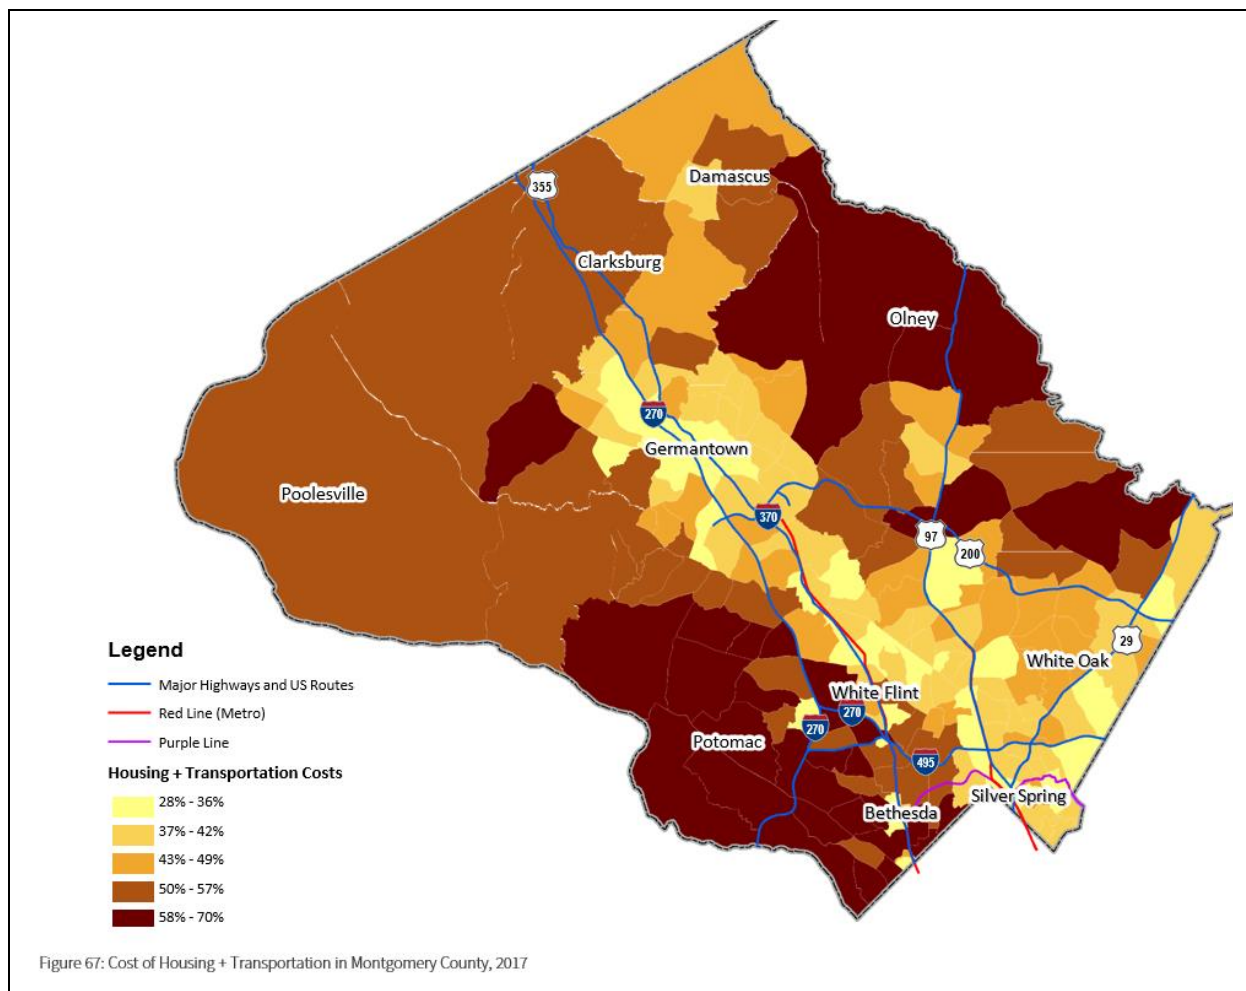 355
Damascus
Clarksburg
Olney
270
Germantown
Poolesville
370
97
200
29
White Oak
White Flint
270
270
Potomac
495
Silver Spring
Bethesda
Legend
Major Highways and US Routes
Red Line (Metro)
Purple Line
Housing + Transportation Costs
28% - 36%
37% - 42%
43% - 49%
50% - 57%
58% - 70%
Figure 67: Cost of Housing + Transportation in Montgomery County, 2017